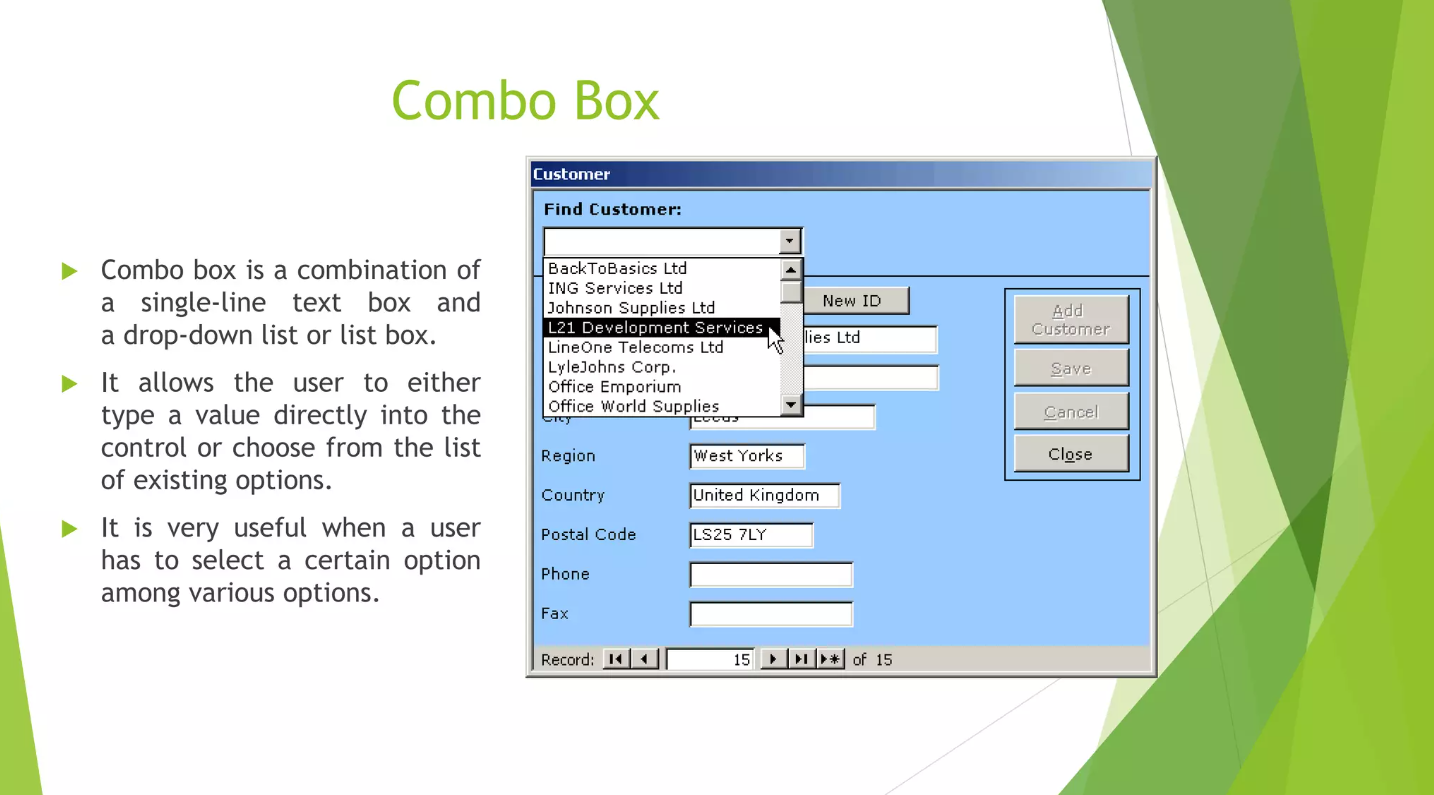 Combo Box
Combo box is a combination of
a single-line text box and
a drop-down list or list box.
It allows the user to either
type a value directly into the
control or choose from the list
of existing options.
It is very useful when a user
has to select a certain option
among various options.
Customer
Find Customer:
BackToBasics Ltd
ING Services Ltd
Johnson Supplies Ltd
L21 Development Services
LineOne Telecoms Ltd
LyleJohns Corp.
Office Emporium
Office World Supplies
New ID
lies Ltd
City
Leeds
Region West Yorks
Country United Kingdom
Postal Code LS25 7LY
Phone
Fax
Add
Customer
Save
Cancel
Close
Record: 15 of 15